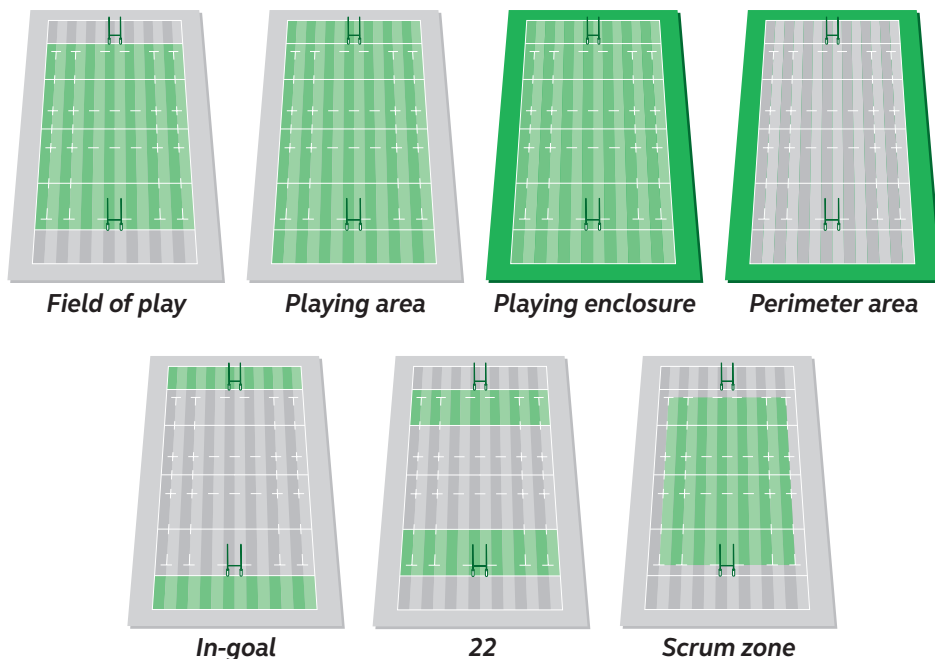 Field of play
Playing area
Playing enclosure
Perimeter area
In-goal
22
Scrum zone